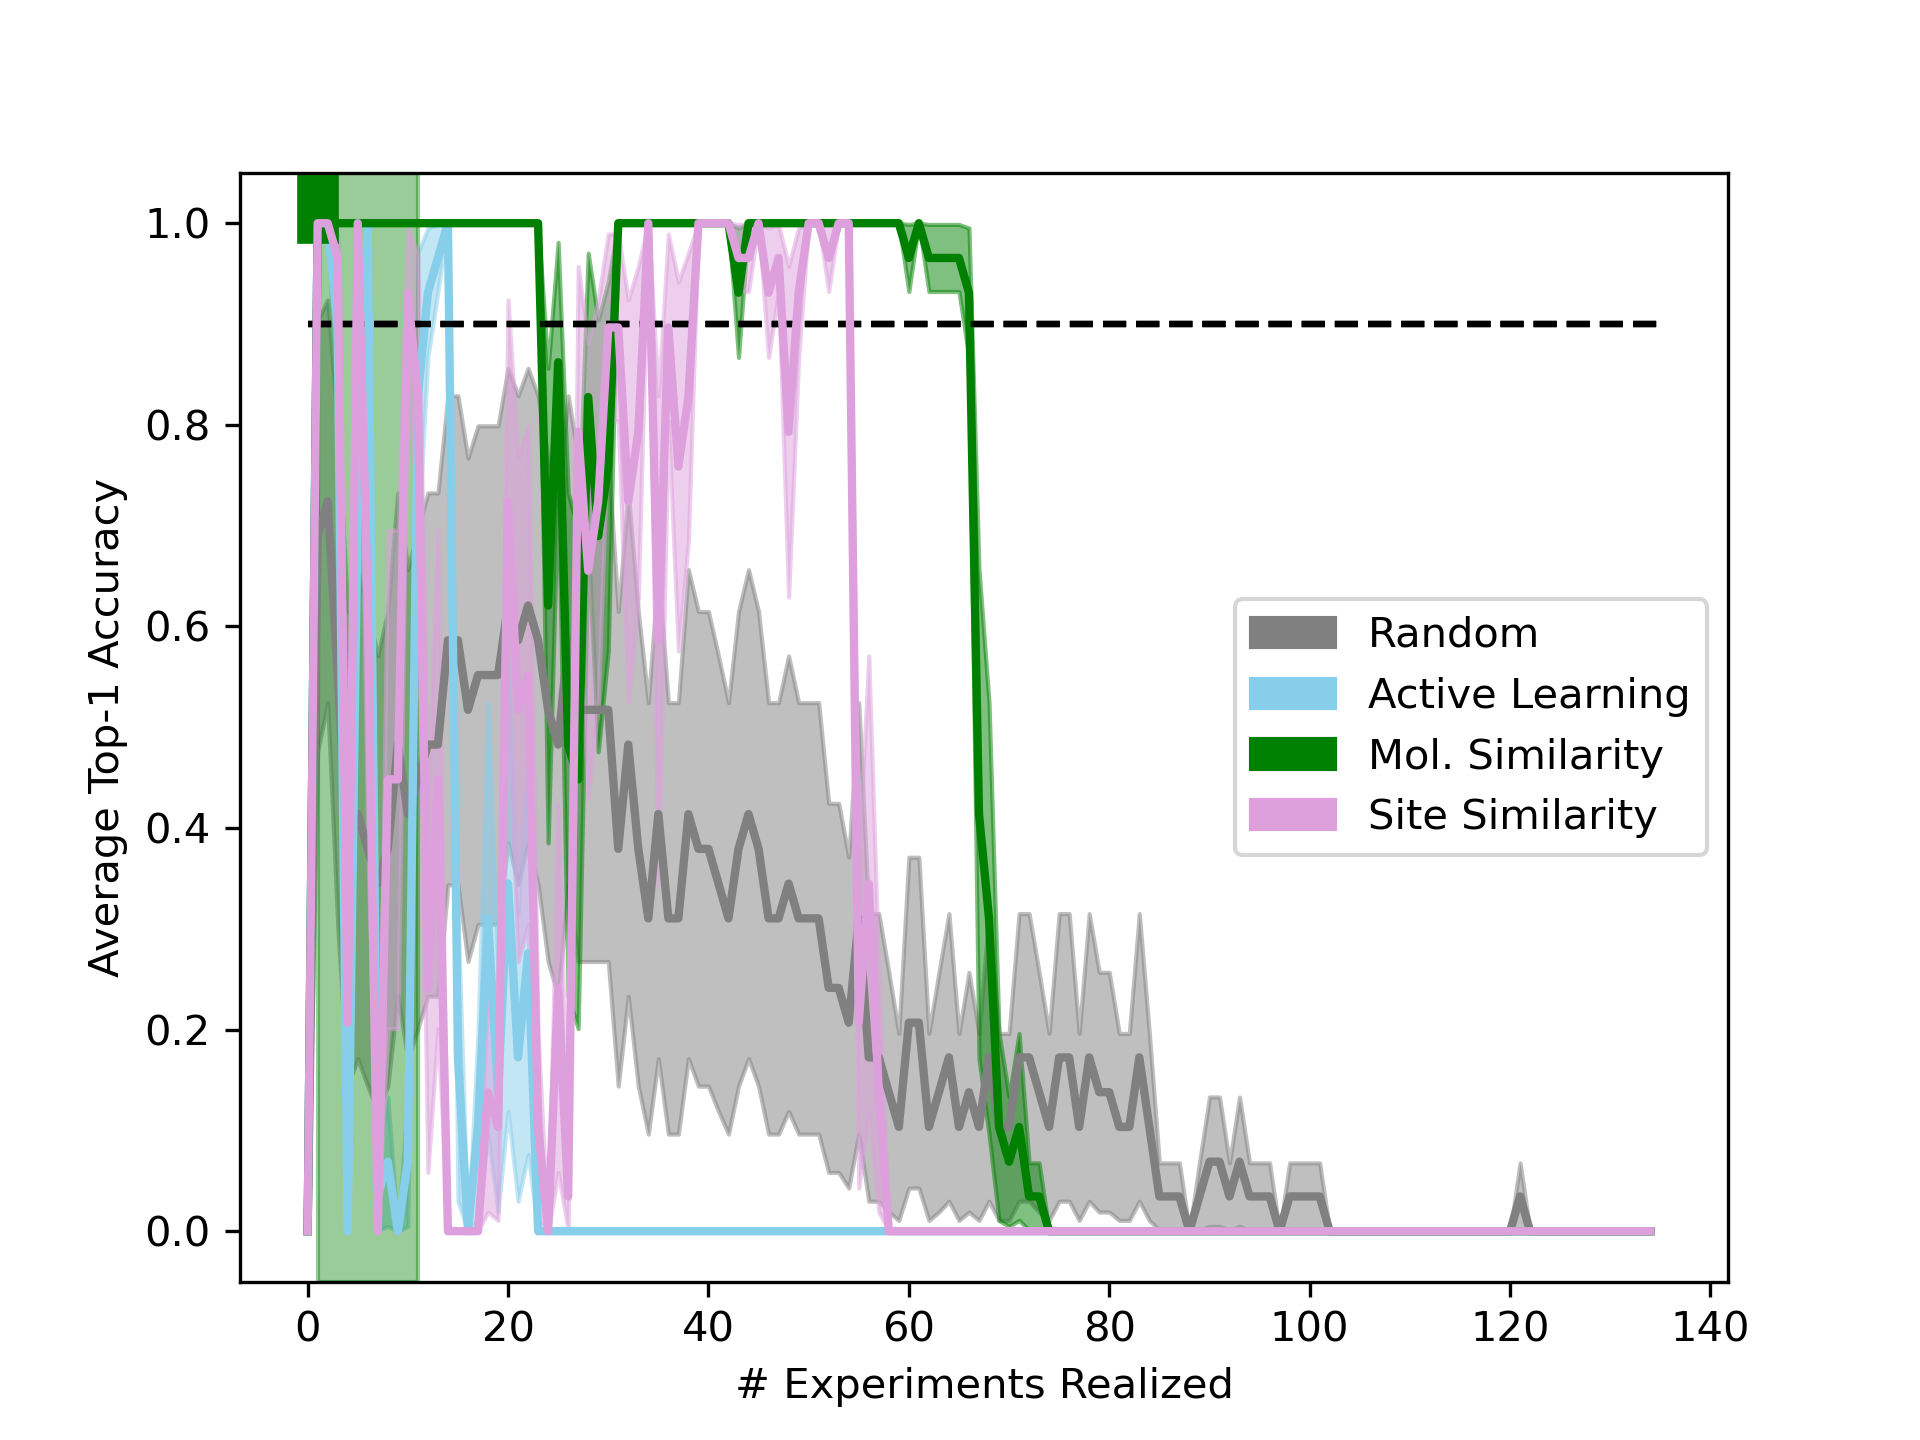 Average Top-1 Accuracy
1.0
0.8
0.6
0.4
0.2
0.0
Random
Active Learning
Mol. Similarity
Site Similarity
0 20 40 60 80 100 120 140
# Experiments Realized